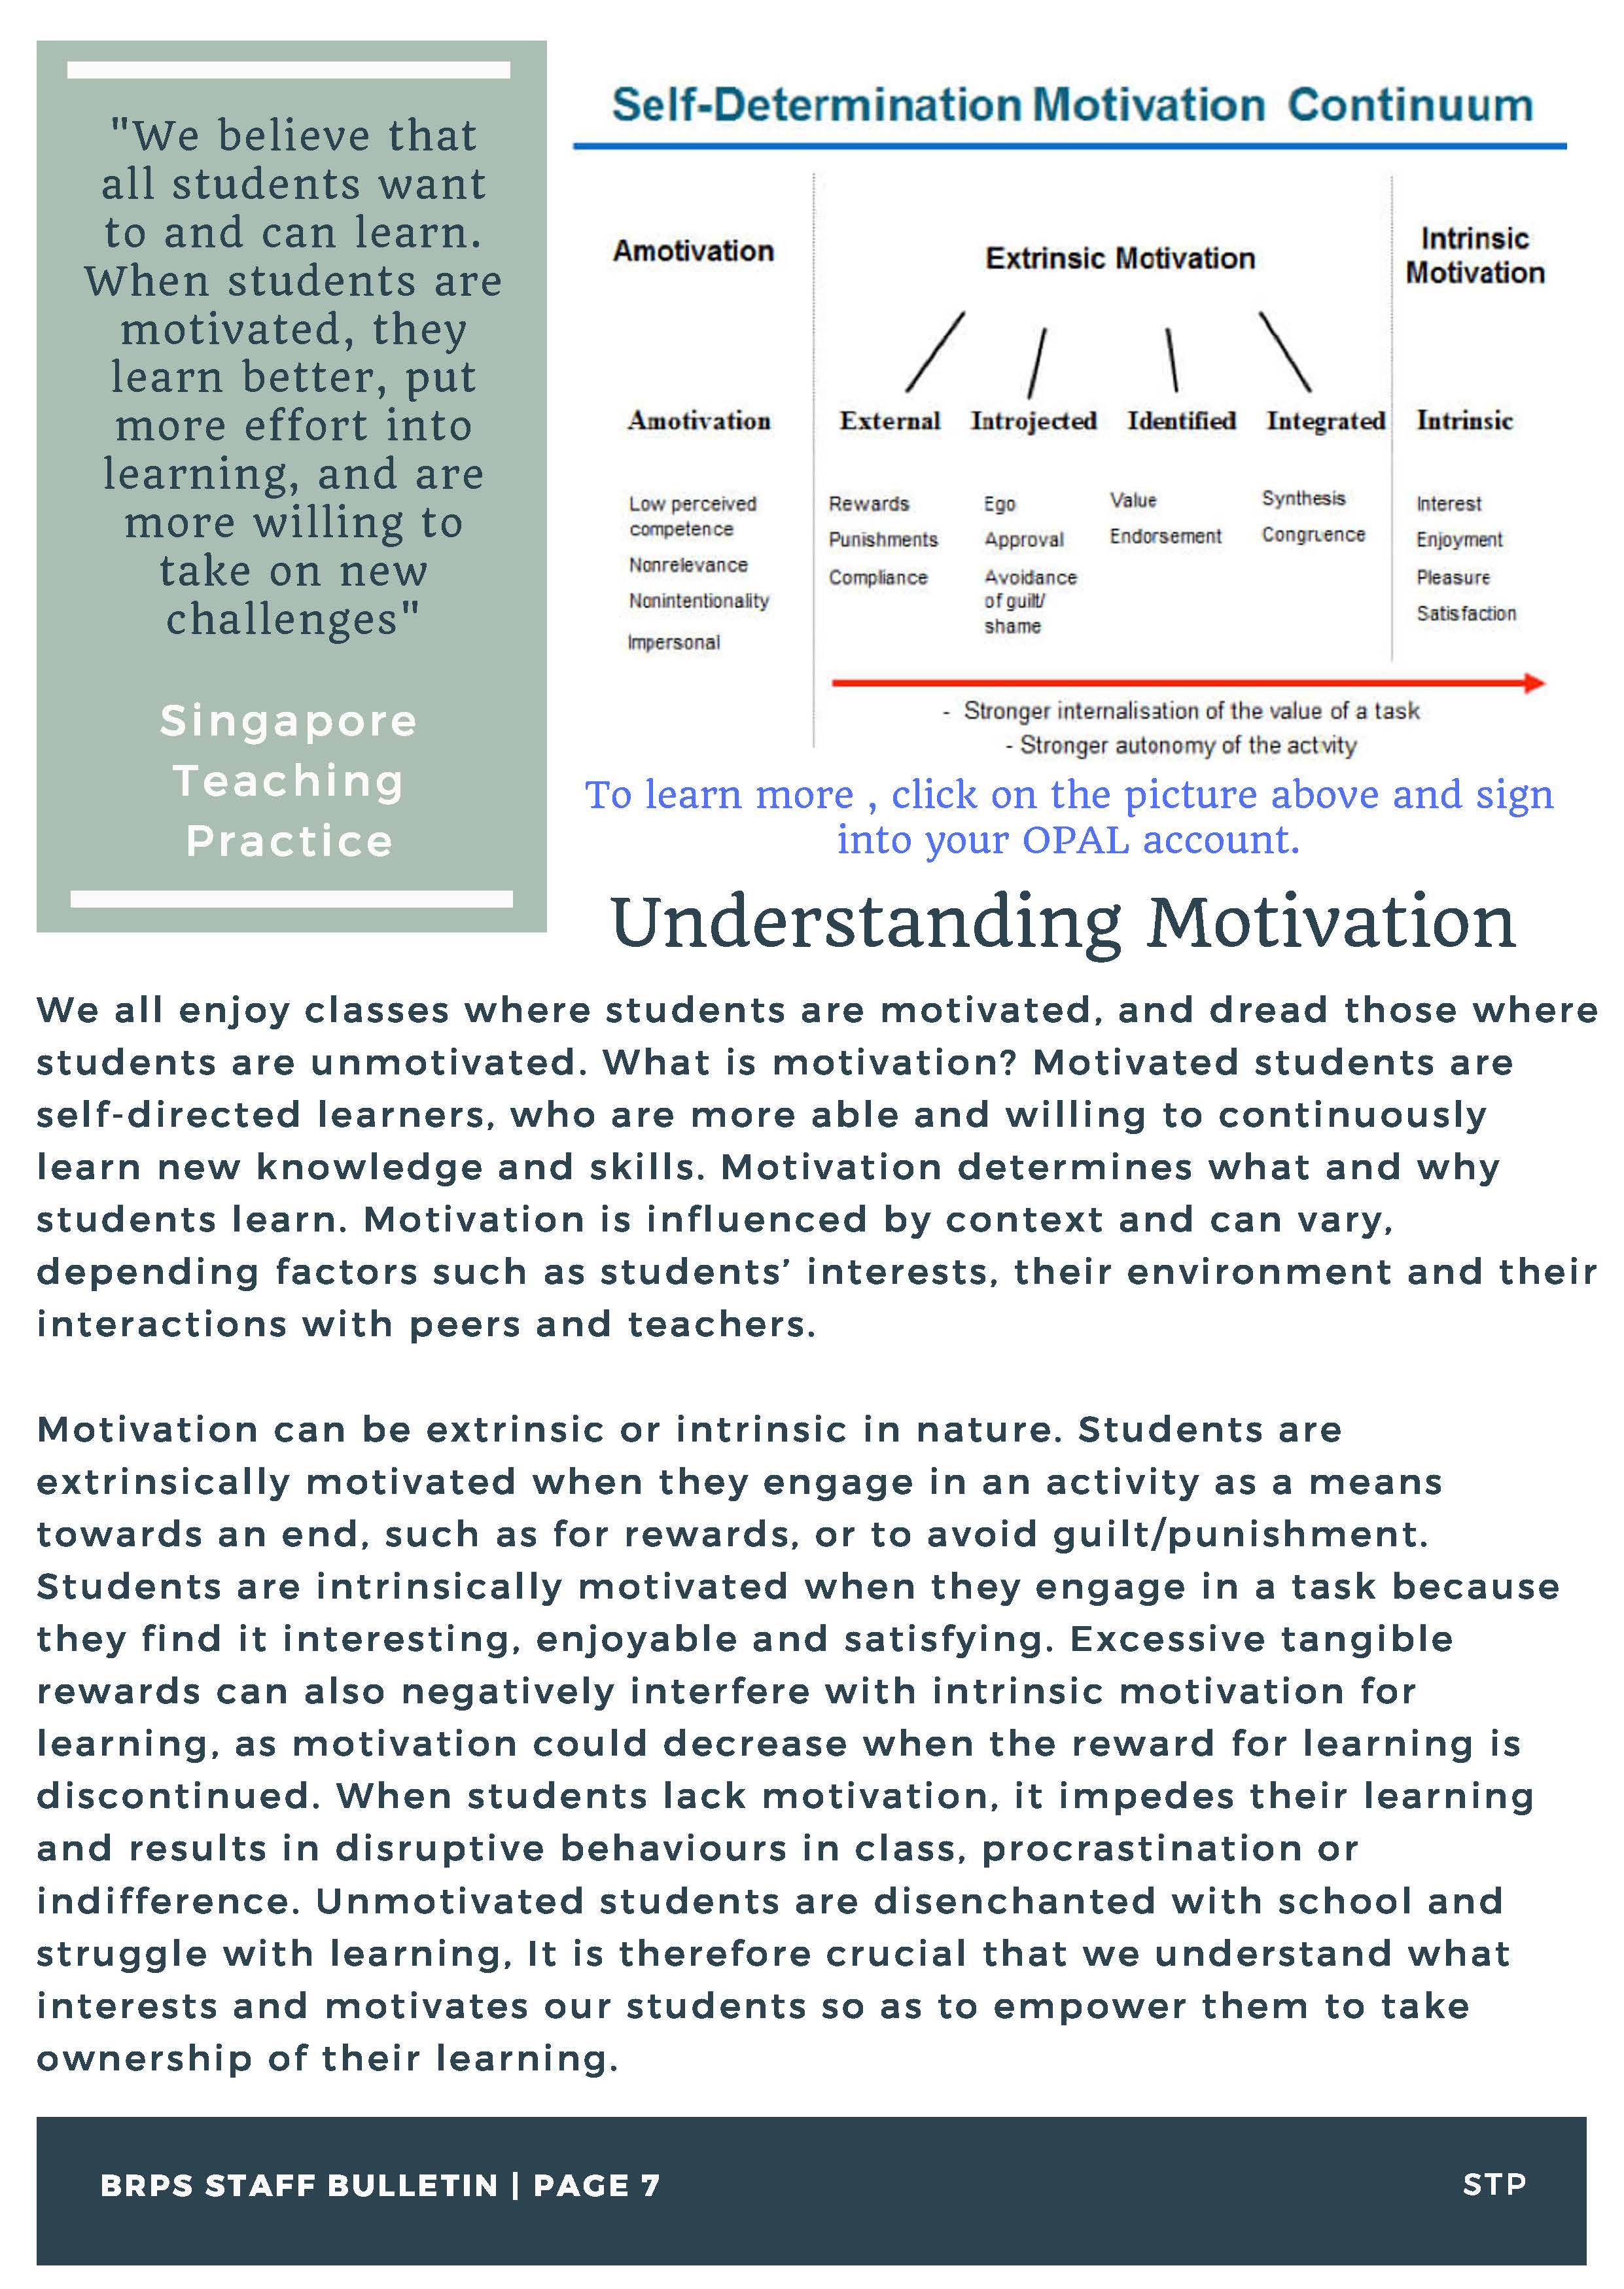 "We believe that
all students want
to and can learn.
When students are
motivated, they
learn better, put
more effort into
learning, and are
more willing to
take on new
challenges"
Singapore
Teaching
Practice
Self-Determination Motivation Continuum
Amotivation
Extrinsic Motivation
Intrinsic
Motivation
Amotivation
External
Introjected
Identified
Integrated
Intrinsic
Low perceived
competence
Nonrelevance
Nonintentionality
Impersonal
Rewards
Punishments
Compliance
Ego
Approval
Avoidance
of guilt/
shame
Value
Endorsement
Synthesis
Congruence
Interest
Enjoyment
Pleasure
Satisfaction
- Stronger internalisation of the value of a task
- Stronger autonomy of the activity
To learn more , click on the picture above and sign
into your OPAL account.
Understanding Motivation
We all enjoy classes where students are motivated, and dread those where
students are unmotivated. What is motivation? Motivated students are
self-directed learners, who are more able and willing to continuously
learn new knowledge and skills. Motivation determines what and why
students learn. Motivation is influenced by context and can vary,
depending factors such as students’ interests, their environment and their
interactions with peers and teachers.
Motivation can be extrinsic or intrinsic in nature. Students are
extrinsically motivated when they engage in an activity as a means
towards an end, such as for rewards, or to avoid guilt/punishment.
Students are intrinsically motivated when they engage in a task because
they find it interesting, enjoyable and satisfying. Excessive tangible
rewards can also negatively interfere with intrinsic motivation for
learning, as motivation could decrease when the reward for learning is
discontinued. When students lack motivation, it impedes their learning
and results in disruptive behaviours in class, procrastination or
indifference. Unmotivated students are disenchanted with school and
struggle with learning, It is therefore crucial that we understand what
interests and motivates our students so as to empower them to take
ownership of their learning.
BRPS STAFF BULLETIN | PAGE 7
STP